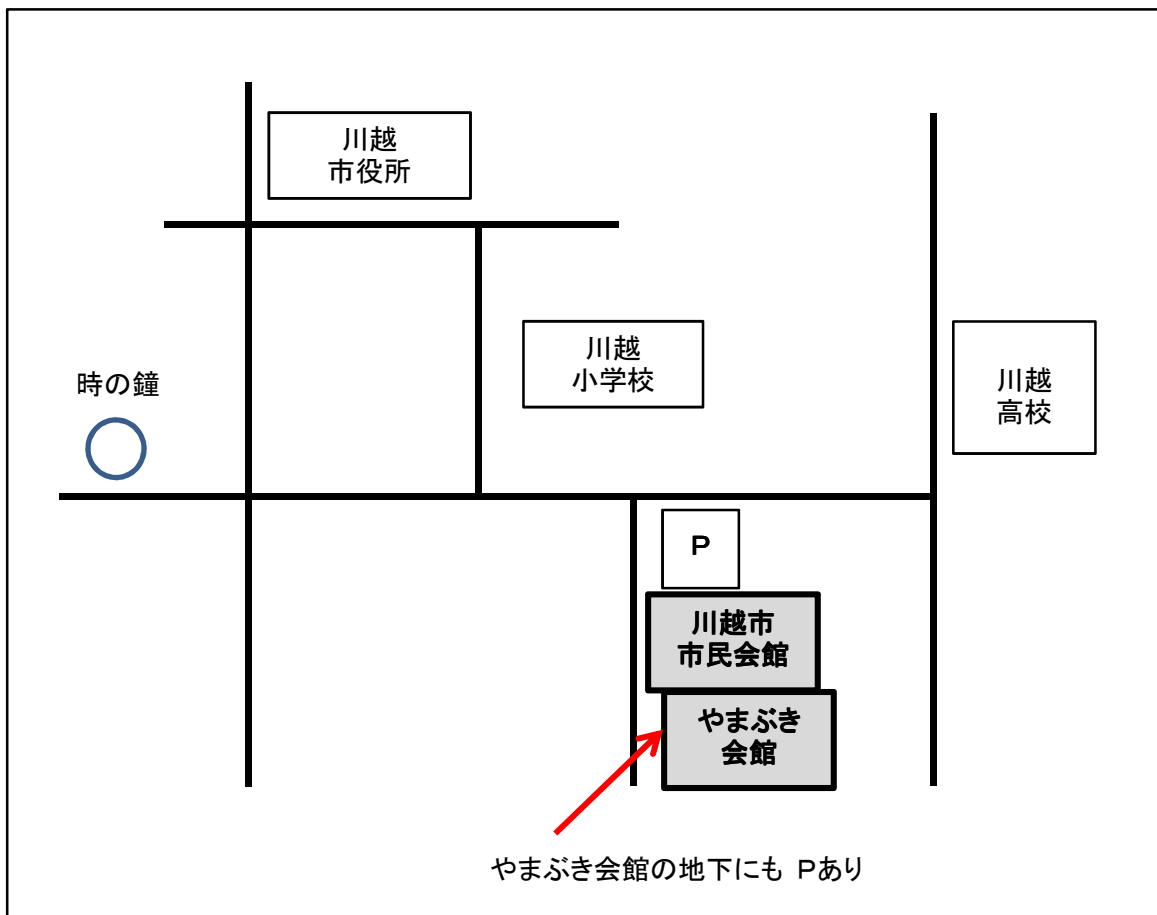 川越
市役所
川越
小学校
時の鐘
川越
高校
P
川越市
市民会館
やまぶき
会館
やまぶき会館の地下にも Pあり